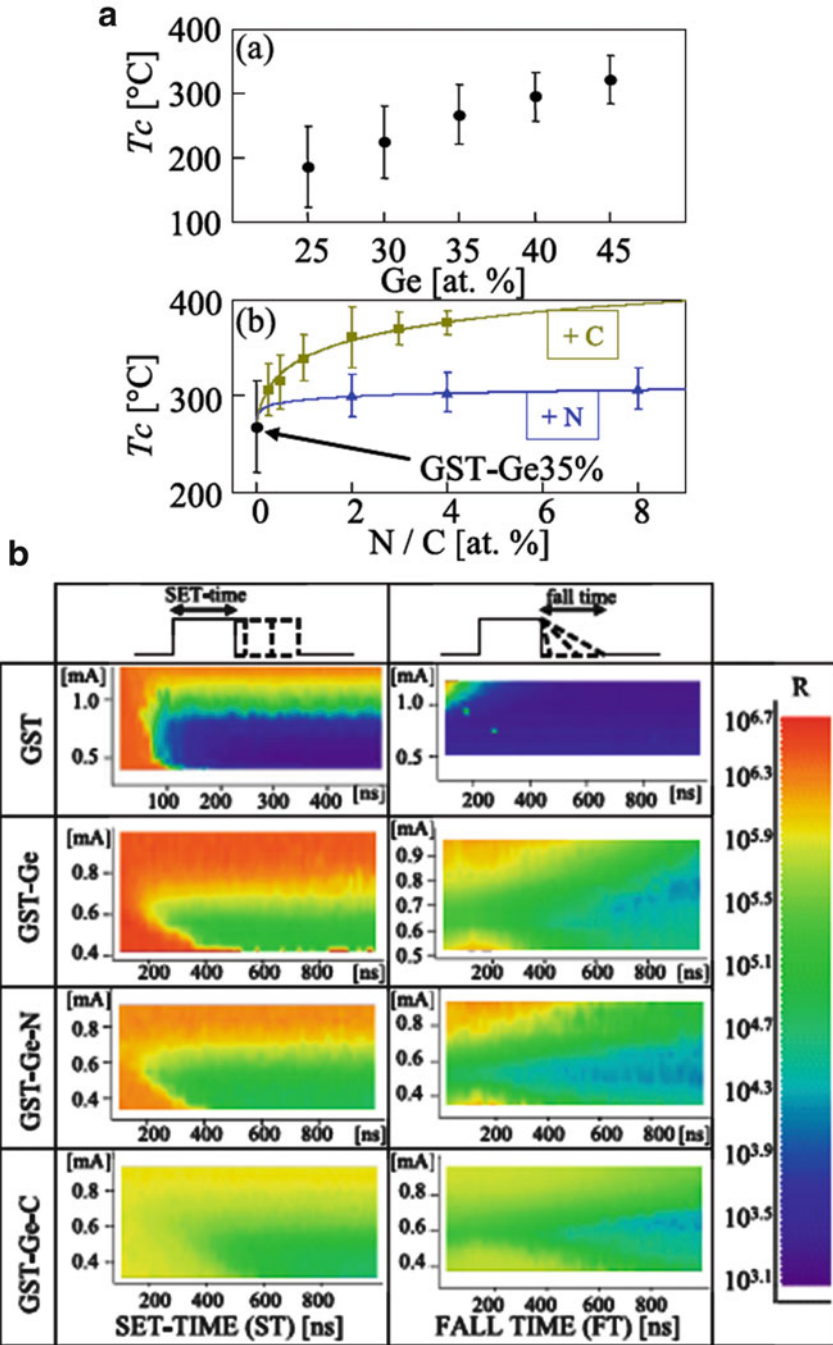 a
(a)
Tc [°C]
400
300
200
100
25 30 35 40 45
Ge [at. %]
(b)
Tc [°C]
400
300
200
+ C
+ N
GST-Ge35%
0 2 4 6 8
N / C [at. %]
b
SET-time
fall time
GST
[mA]
1.0
0.5
100 200 300 400 [ns]
[mA]
1.0
0.5
200 400 600 800 [ns]
GST-Ge
[mA]
0.8
0.6
0.4
200 400 600 800 [ns]
[mA]
0.9
0.8
0.7
0.6
0.5
200 400 600 800 [ns]
GST-Ge-N
[mA]
0.8
0.6
0.4
200 400 600 800 [ns]
[mA]
0.8
0.6
0.4
200 400 600 800 [ns]
GST-Ge-C
[mA]
0.8
0.6
0.4
200 400 600 800
SET-TIME (ST) [ns]
[mA]
0.8
0.6
0.4
200 400 600 800
FALL TIME (FT) [ns]
R
10^6.7
10^6.3
10^5.9
10^5.5
10^5.1
10^4.7
10^4.3
10^3.9
10^3.5
10^3.1